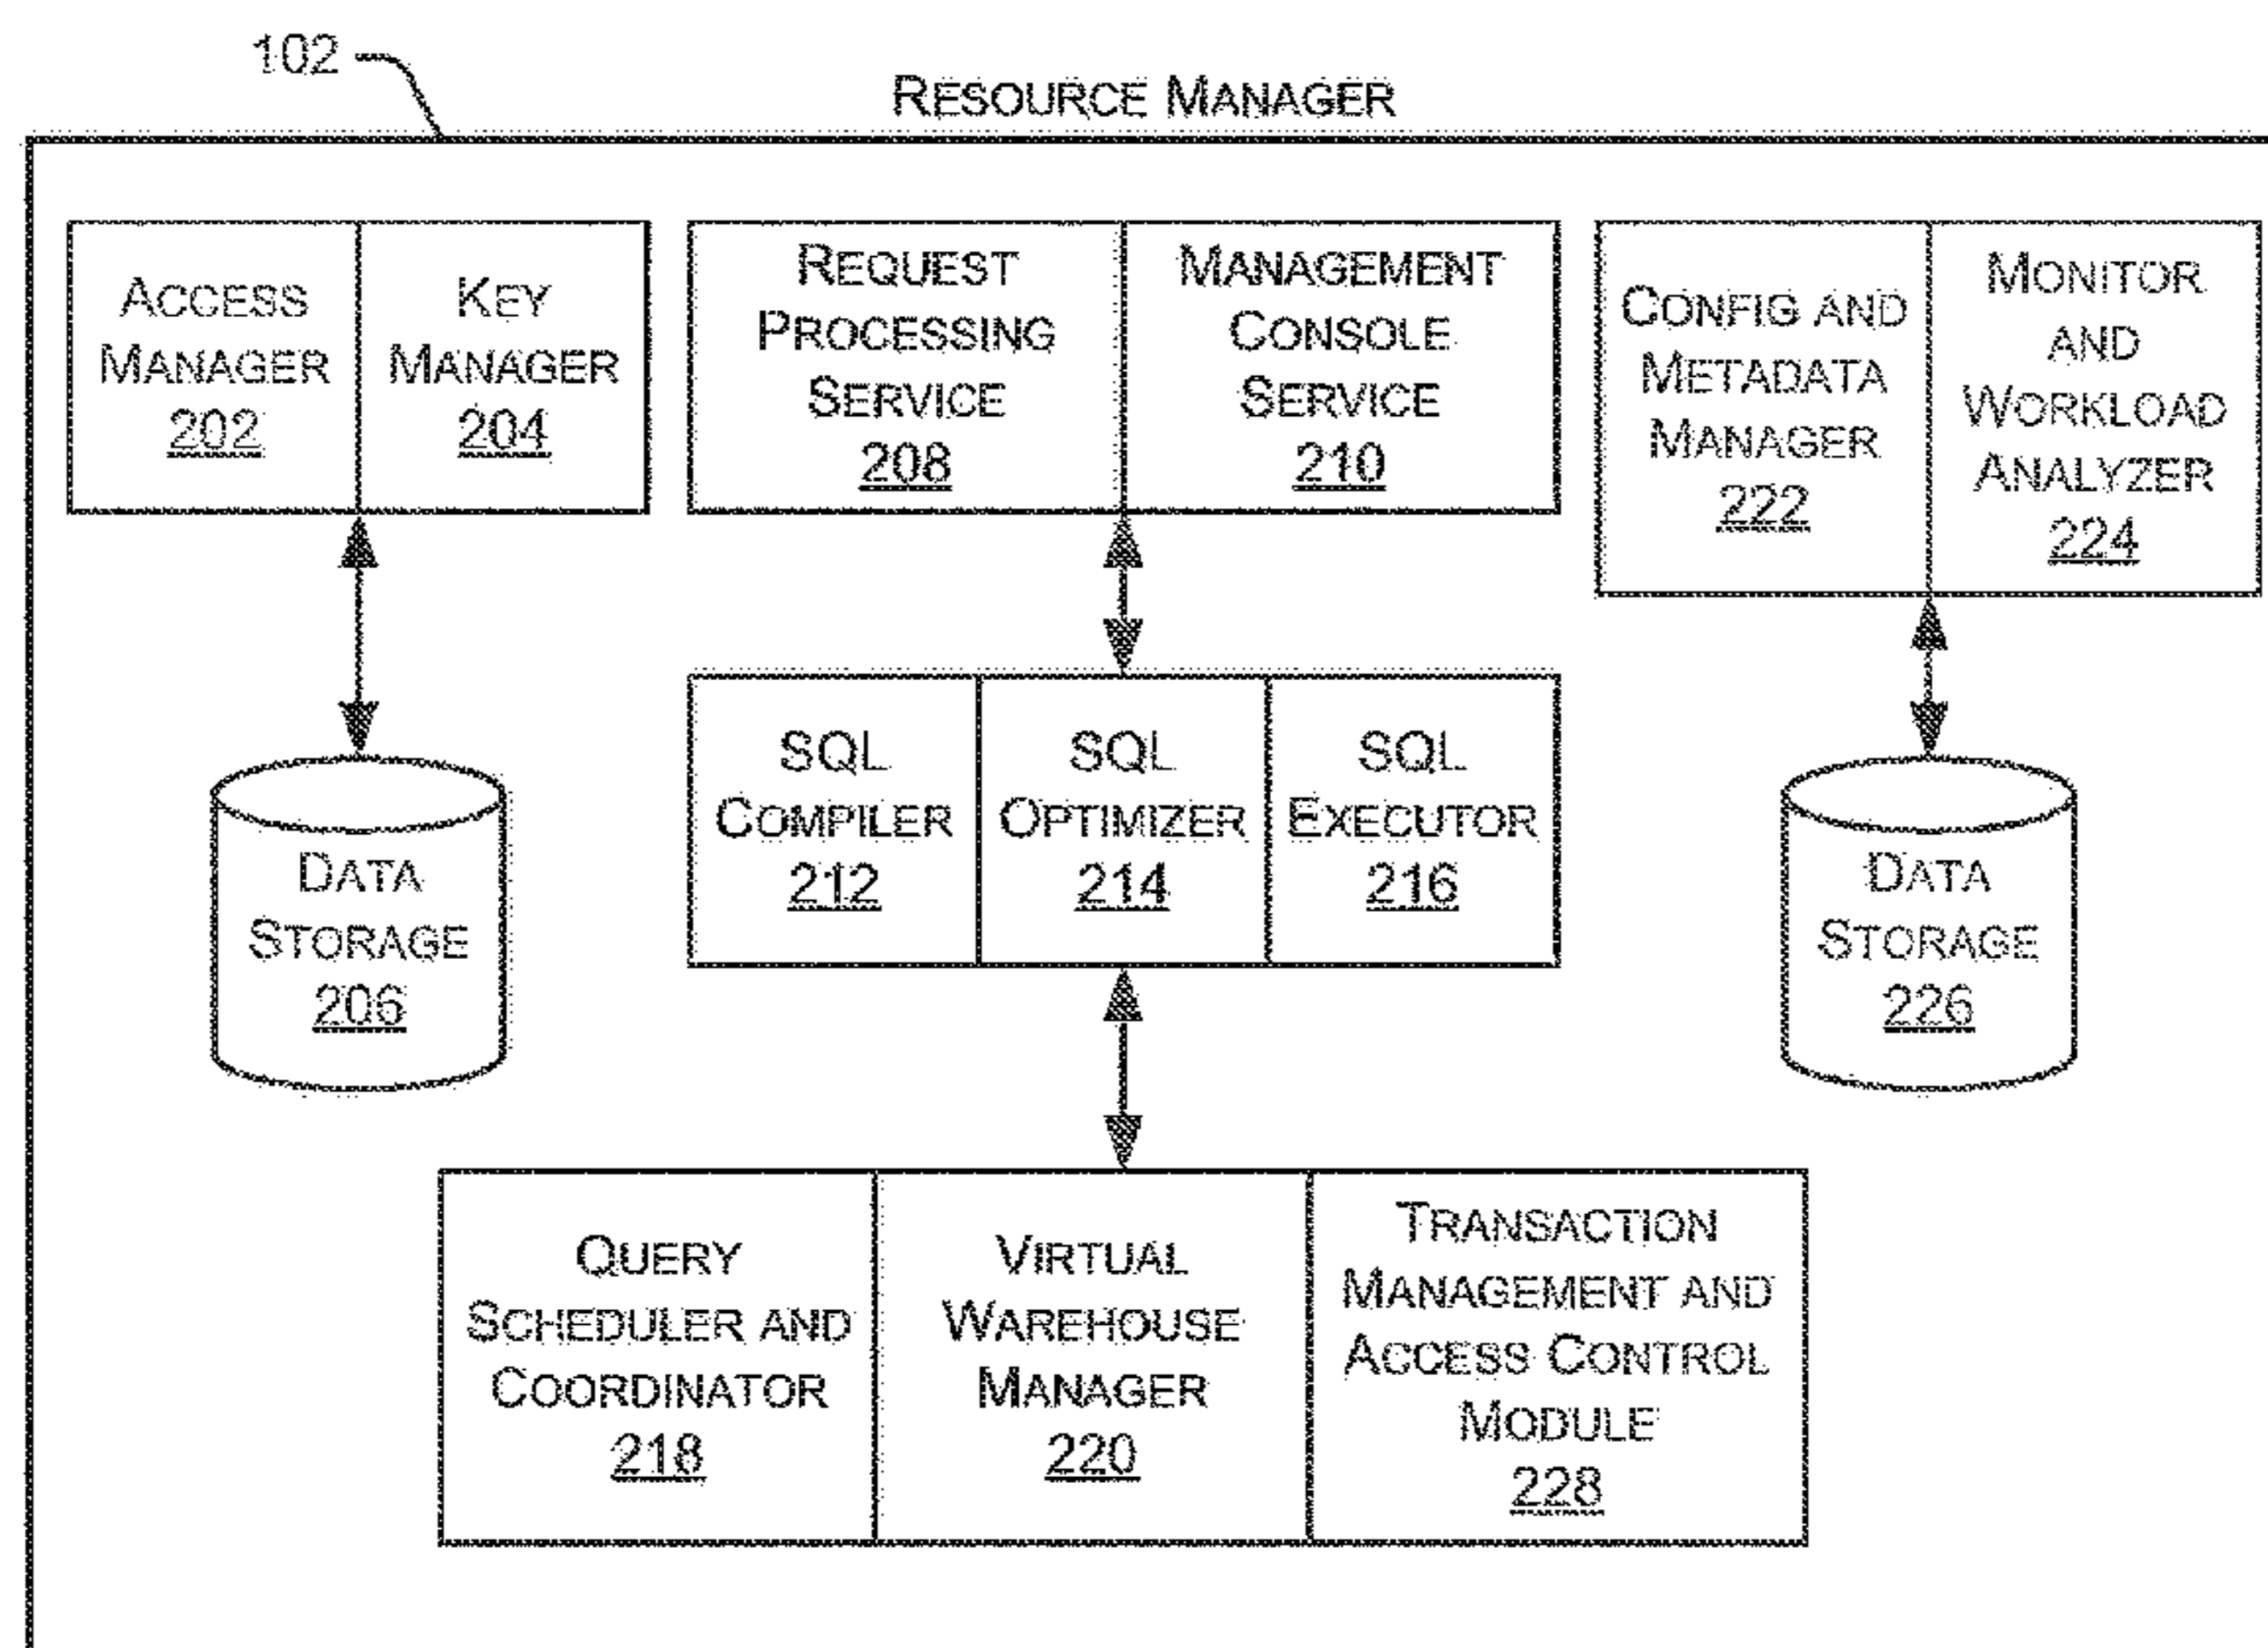 102
RESOURCE MANAGER
ACCESS
MANAGER
202
KEY
MANAGER
204
REQUEST
PROCESSING
SERVICE
208
MANAGEMENT
CONSOLE
SERVICE
210
CONFIG AND
METADATA
MANAGER
222
MONITOR
AND
WORKLOAD
ANALYZER
224
DATA
STORAGE
206
SQL
COMPILER
212
SQL
OPTIMIZER
214
SQL
EXECUTOR
216
DATA
STORAGE
226
QUERY
SCHEDULER AND
COORDINATOR
218
VIRTUAL
WAREHOUSE
MANAGER
220
TRANSACTION
MANAGEMENT AND
ACCESS CONTROL
MODULE
228